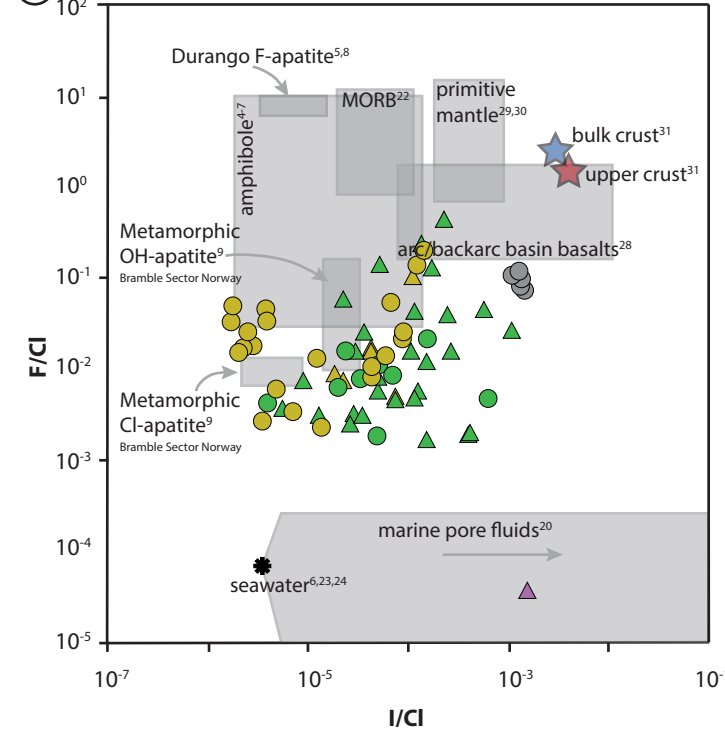 10²
Durango F-apatite⁵,⁸
10¹
MORB²²
primitive
mantle²⁹,³⁰
amphibole⁴⁻⁷
bulk crust³¹
10⁰
upper crust³¹
Metamorphic
OH-apatite⁹
Bramble Sector Norway
arc/backarc basin basalts²⁸
10⁻¹
F/Cl
10⁻²
Metamorphic
Cl-apatite⁹
Bramble Sector Norway
10⁻³
marine pore fluids²⁰
10⁻⁴
seawater⁶,²³,²⁴
10⁻⁵
10⁻⁷
10⁻⁵
10⁻³
10⁻
I/Cl